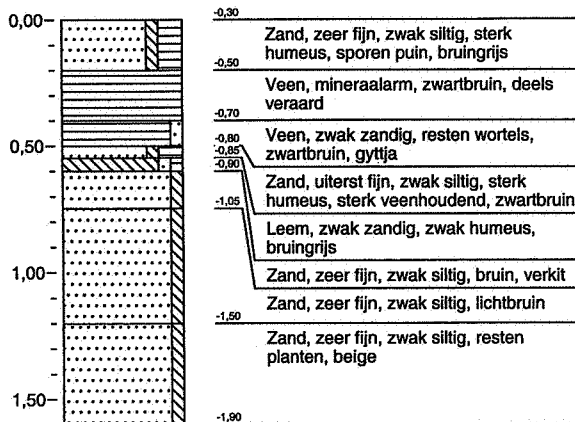 0,00
-0,30
Zand, zeer fijn, zwak siltig, sterk
humeus, sporen puin, bruingrijs
-0,50
Veen, mineraalarm, zwartbruin, deels
veraard
-0,70
Veen, zwak zandig, resten wortels,
zwartbruin, gyttja
0,50
-0,80
-0,85
-0,90
Zand, uiterst fijn, zwak siltig, sterk
humeus, sterk veenhoudend, zwartbruin
-1,05
Leem, zwak zandig, zwak humeus,
bruingrijs
1,00
Zand, zeer fijn, zwak siltig, bruin, verkit
Zand, zeer fijn, zwak siltig, lichtbruin
-1,50
Zand, zeer fijn, zwak siltig, resten
planten, beige
1,50
-1,90